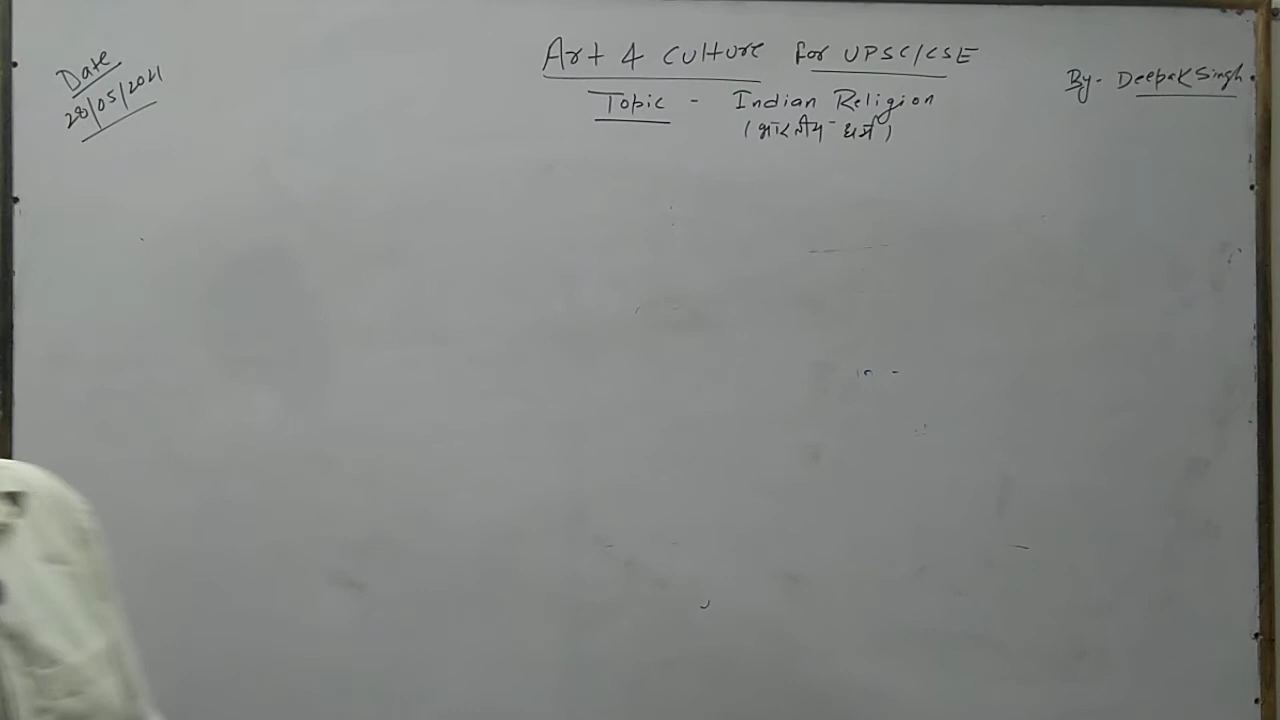 Date
28/05/2021
Art & Culture for UPSC/CSE
By- Deepak Singh.
Topic - Indian Religion
(भारतीय धर्म)